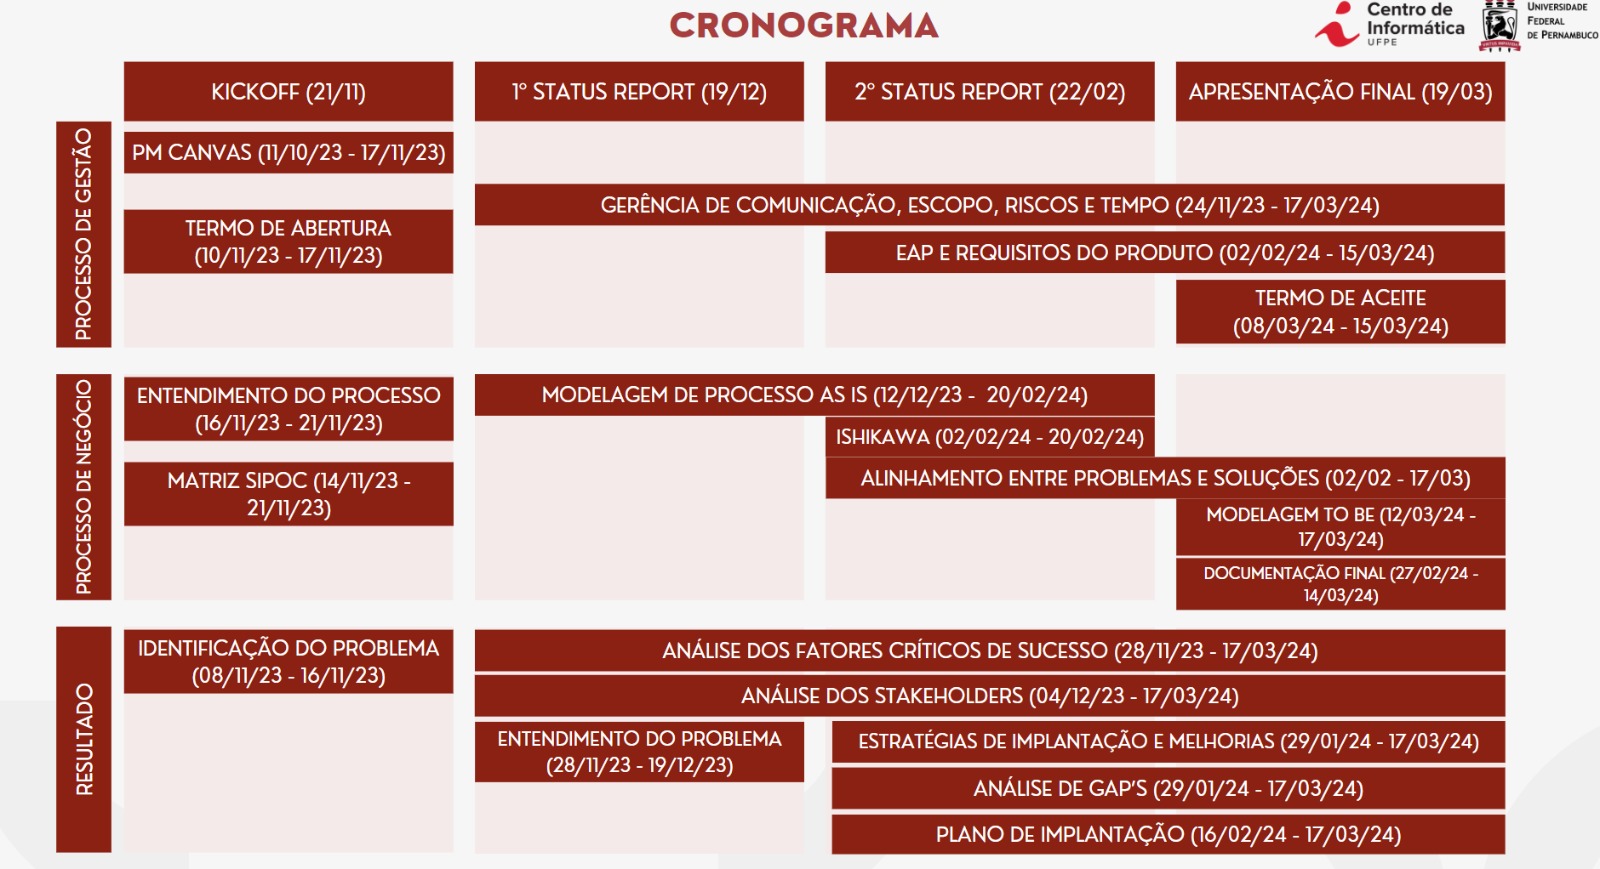 CRONOGRAMA
Centro de
Informática
UFPE
UNIVERSIDADE
FEDERAL
DE PERNAMBUCO
KICKOFF (21/11)
1º STATUS REPORT (19/12)
2º STATUS REPORT (22/02)
APRESENTAÇÃO FINAL (19/03)
PROCESSO DE GESTÃO
PM CANVAS (11/10/23 - 17/11/23)
GERÊNCIA DE COMUNICAÇÃO, ESCOPO, RISCOS E TEMPO (24/11/23 - 17/03/24)
TERMO DE ABERTURA
(10/11/23 - 17/11/23)
EAP E REQUISITOS DO PRODUTO (02/02/24 - 15/03/24)
TERMO DE ACEITE
(08/03/24 - 15/03/24)
PROCESSO DE NEGÓCIO
ENTENDIMENTO DO PROCESSO
(16/11/23 - 21/11/23)
MODELAGEM DE PROCESSO AS IS (12/12/23 - 20/02/24)
ISHIKAWA (02/02/24 - 20/02/24)
MATRIZ SIPOC (14/11/23 -
21/11/23)
ALINHAMENTO ENTRE PROBLEMAS E SOLUÇÕES (02/02 - 17/03)
MODELAGEM TO BE (12/03/24 -
17/03/24)
DOCUMENTAÇÃO FINAL (27/02/24 -
14/03/24)
RESULTADO
IDENTIFICAÇÃO DO PROBLEMA
(08/11/23 - 16/11/23)
ANÁLISE DOS FATORES CRÍTICOS DE SUCESSO (28/11/23 - 17/03/24)
ANÁLISE DOS STAKEHOLDERS (04/12/23 - 17/03/24)
ENTENDIMENTO DO PROBLEMA
(28/11/23 - 19/12/23)
ESTRATÉGIAS DE IMPLANTAÇÃO E MELHORIAS (29/01/24 - 17/03/24)
ANÁLISE DE GAP'S (29/01/24 - 17/03/24)
PLANO DE IMPLANTAÇÃO (16/02/24 - 17/03/24)